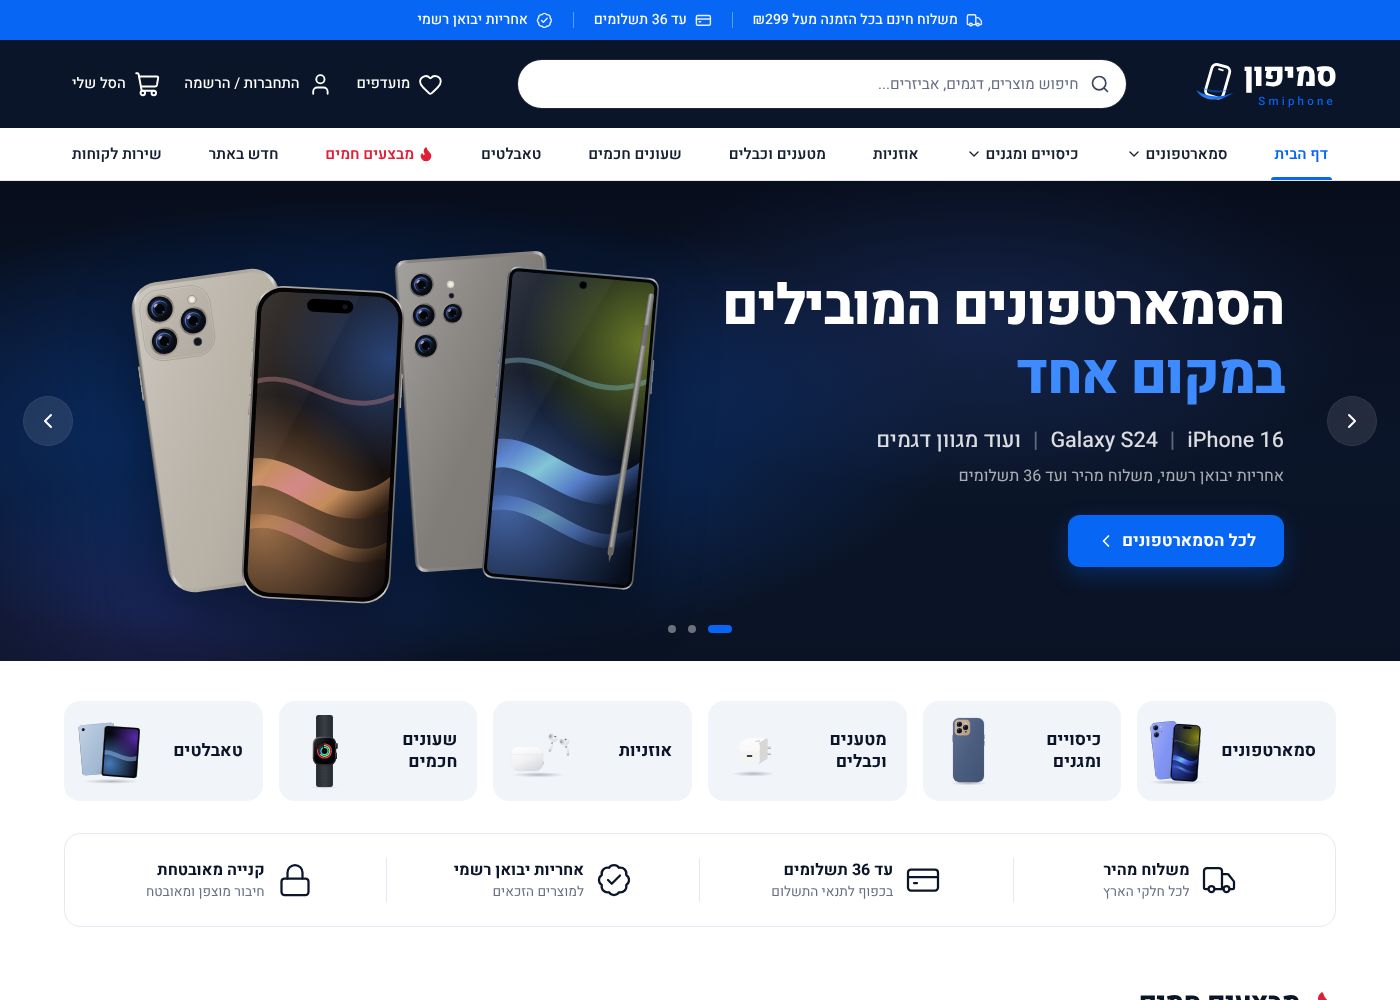 משלוח חינם בכל הזמנה מעל ₪299
עד 36 תשלומים
אחריות יבואן רשמי
סמיפון
Smiphone
חיפוש מוצרים, דגמים, אביזרים...
מועדפים
התחברות / הרשמה
הסל שלי
דף הבית
סמארטפונים
כיסויים ומגנים
אוזניות
מטענים וכבלים
שעונים חכמים
טאבלטים
מבצעים חמים
חדש באתר
שירות לקוחות
הסמארטפונים המובילים
במקום אחד
iPhone 16 | Galaxy S24 | ועוד מגוון דגמים
אחריות יבואן רשמי, משלוח מהיר ועד 36 תשלומים
לכל הסמארטפונים
סמארטפונים
כיסויים
ומגנים
מטענים
וכבלים
אוזניות
שעונים
חכמים
טאבלטים
משלוח מהיר
לכל חלקי הארץ
עד 36 תשלומים
בכפוף לתנאי התשלום
אחריות יבואן רשמי
למוצרים הזכאים
קנייה מאובטחת
חיבור מוצפן ומאובטח
מבצעים חמים